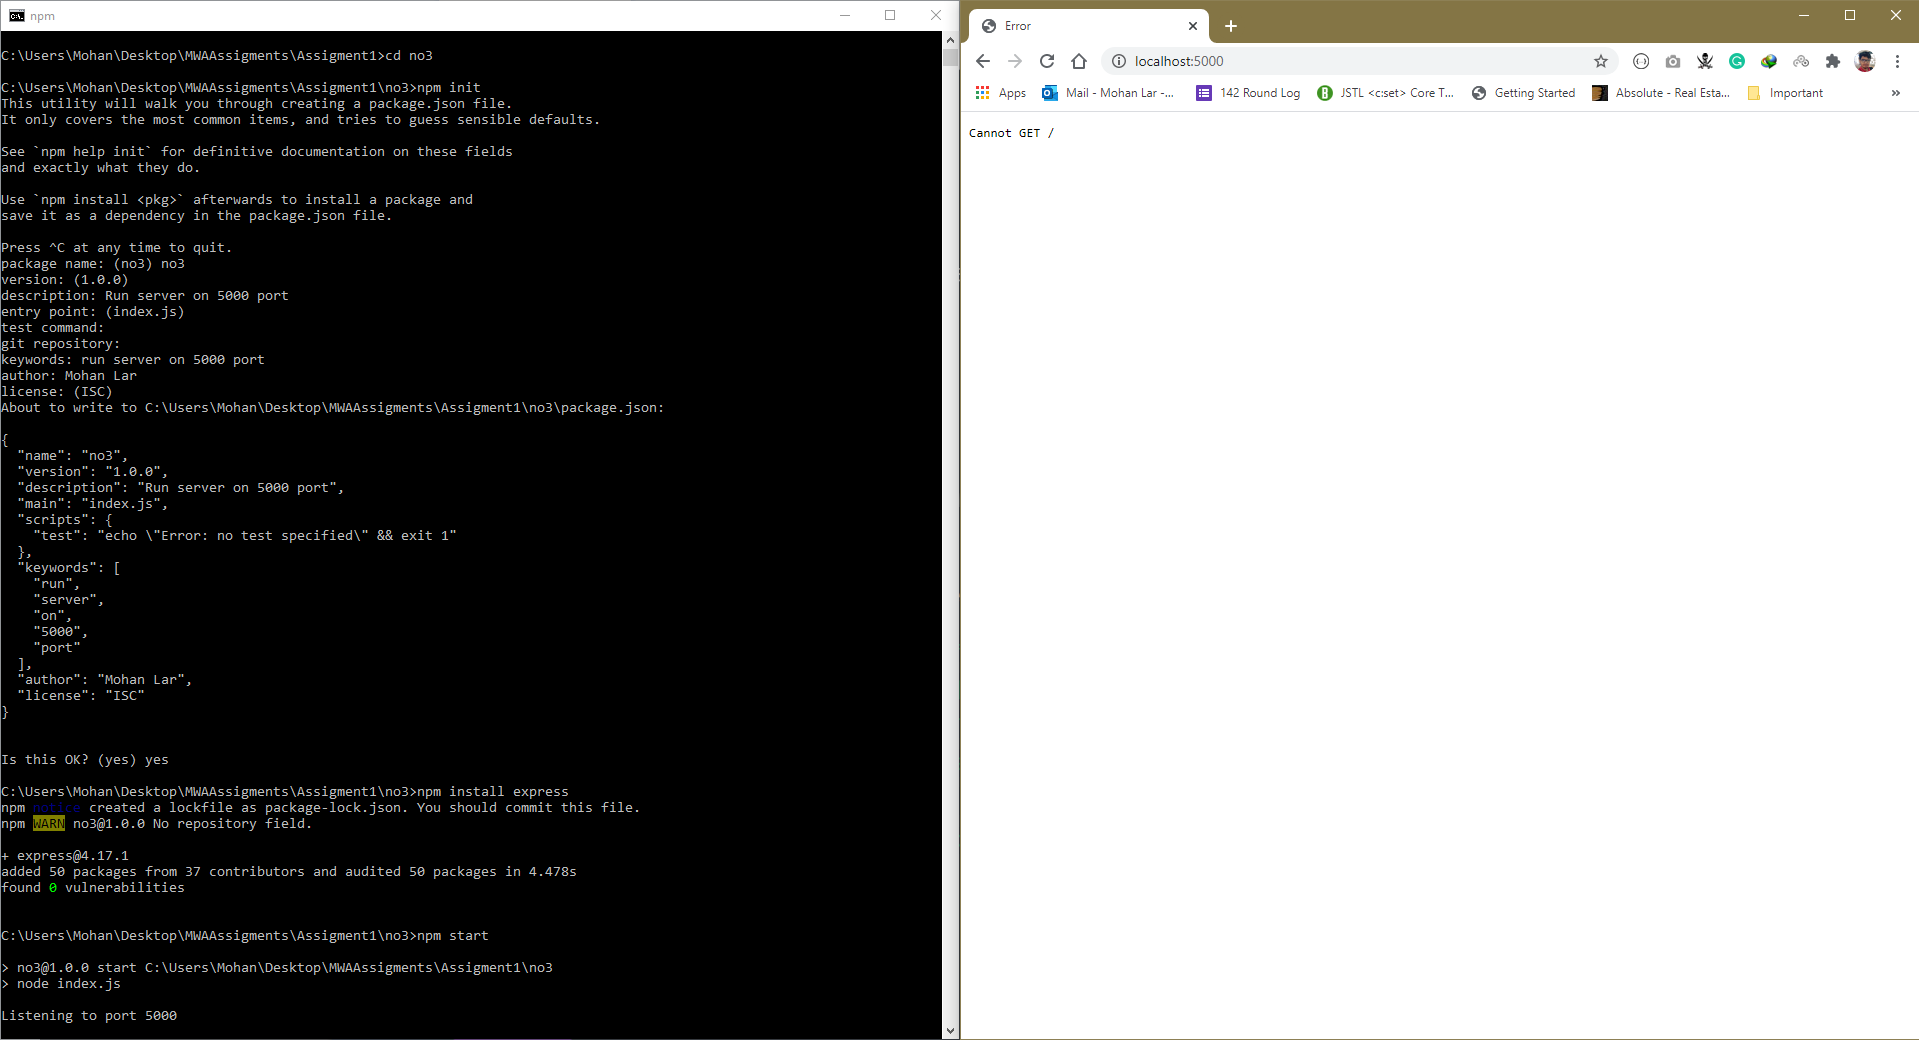 npm
C:\Users\Mohan\Desktop\MWAAssigments\Assigment1>cd no3
C:\Users\Mohan\Desktop\MWAAssigments\Assigment1\no3>npm init
This utility will walk you through creating a package.json file.
It only covers the most common items, and tries to guess sensible defaults.
See `npm help init` for definitive documentation on these fields
and exactly what they do.
Use `npm install <pkg>` afterwards to install a package and
save it as a dependency in the package.json file.
Press ^C at any time to quit.
package name: (no3) no3
version: (1.0.0)
description: Run server on 5000 port
entry point: (index.js)
test command:
git repository:
keywords: run server on 5000 port
author: Mohan Lar
license: (ISC)
About to write to C:\Users\Mohan\Desktop\MWAAssigments\Assigment1\no3\package.json:
{
  "name": "no3",
  "version": "1.0.0",
  "description": "Run server on 5000 port",
  "main": "index.js",
  "scripts": {
    "test": "echo \"Error: no test specified\" && exit 1"
  },
  "keywords": [
    "run",
    "server",
    "on",
    "5000",
    "port"
  ],
  "author": "Mohan Lar",
  "license": "ISC"
}
Is this OK? (yes) yes
C:\Users\Mohan\Desktop\MWAAssigments\Assigment1\no3>npm install express
npm notice created a lockfile as package-lock.json. You should commit this file.
npm WARN no3@1.0.0 No repository field.
+ express@4.17.1
added 50 packages from 37 contributors and audited 50 packages in 4.478s
found 0 vulnerabilities
C:\Users\Mohan\Desktop\MWAAssigments\Assigment1\no3>npm start
> no3@1.0.0 start C:\Users\Mohan\Desktop\MWAAssigments\Assigment1\no3
> node index.js
Listening to port 5000
Error
localhost:5000
Apps Mail - Mohan Lar -... 142 Round Log JSTL <c:set> Core T... Getting Started Absolute - Real Esta... Important »
Cannot GET /